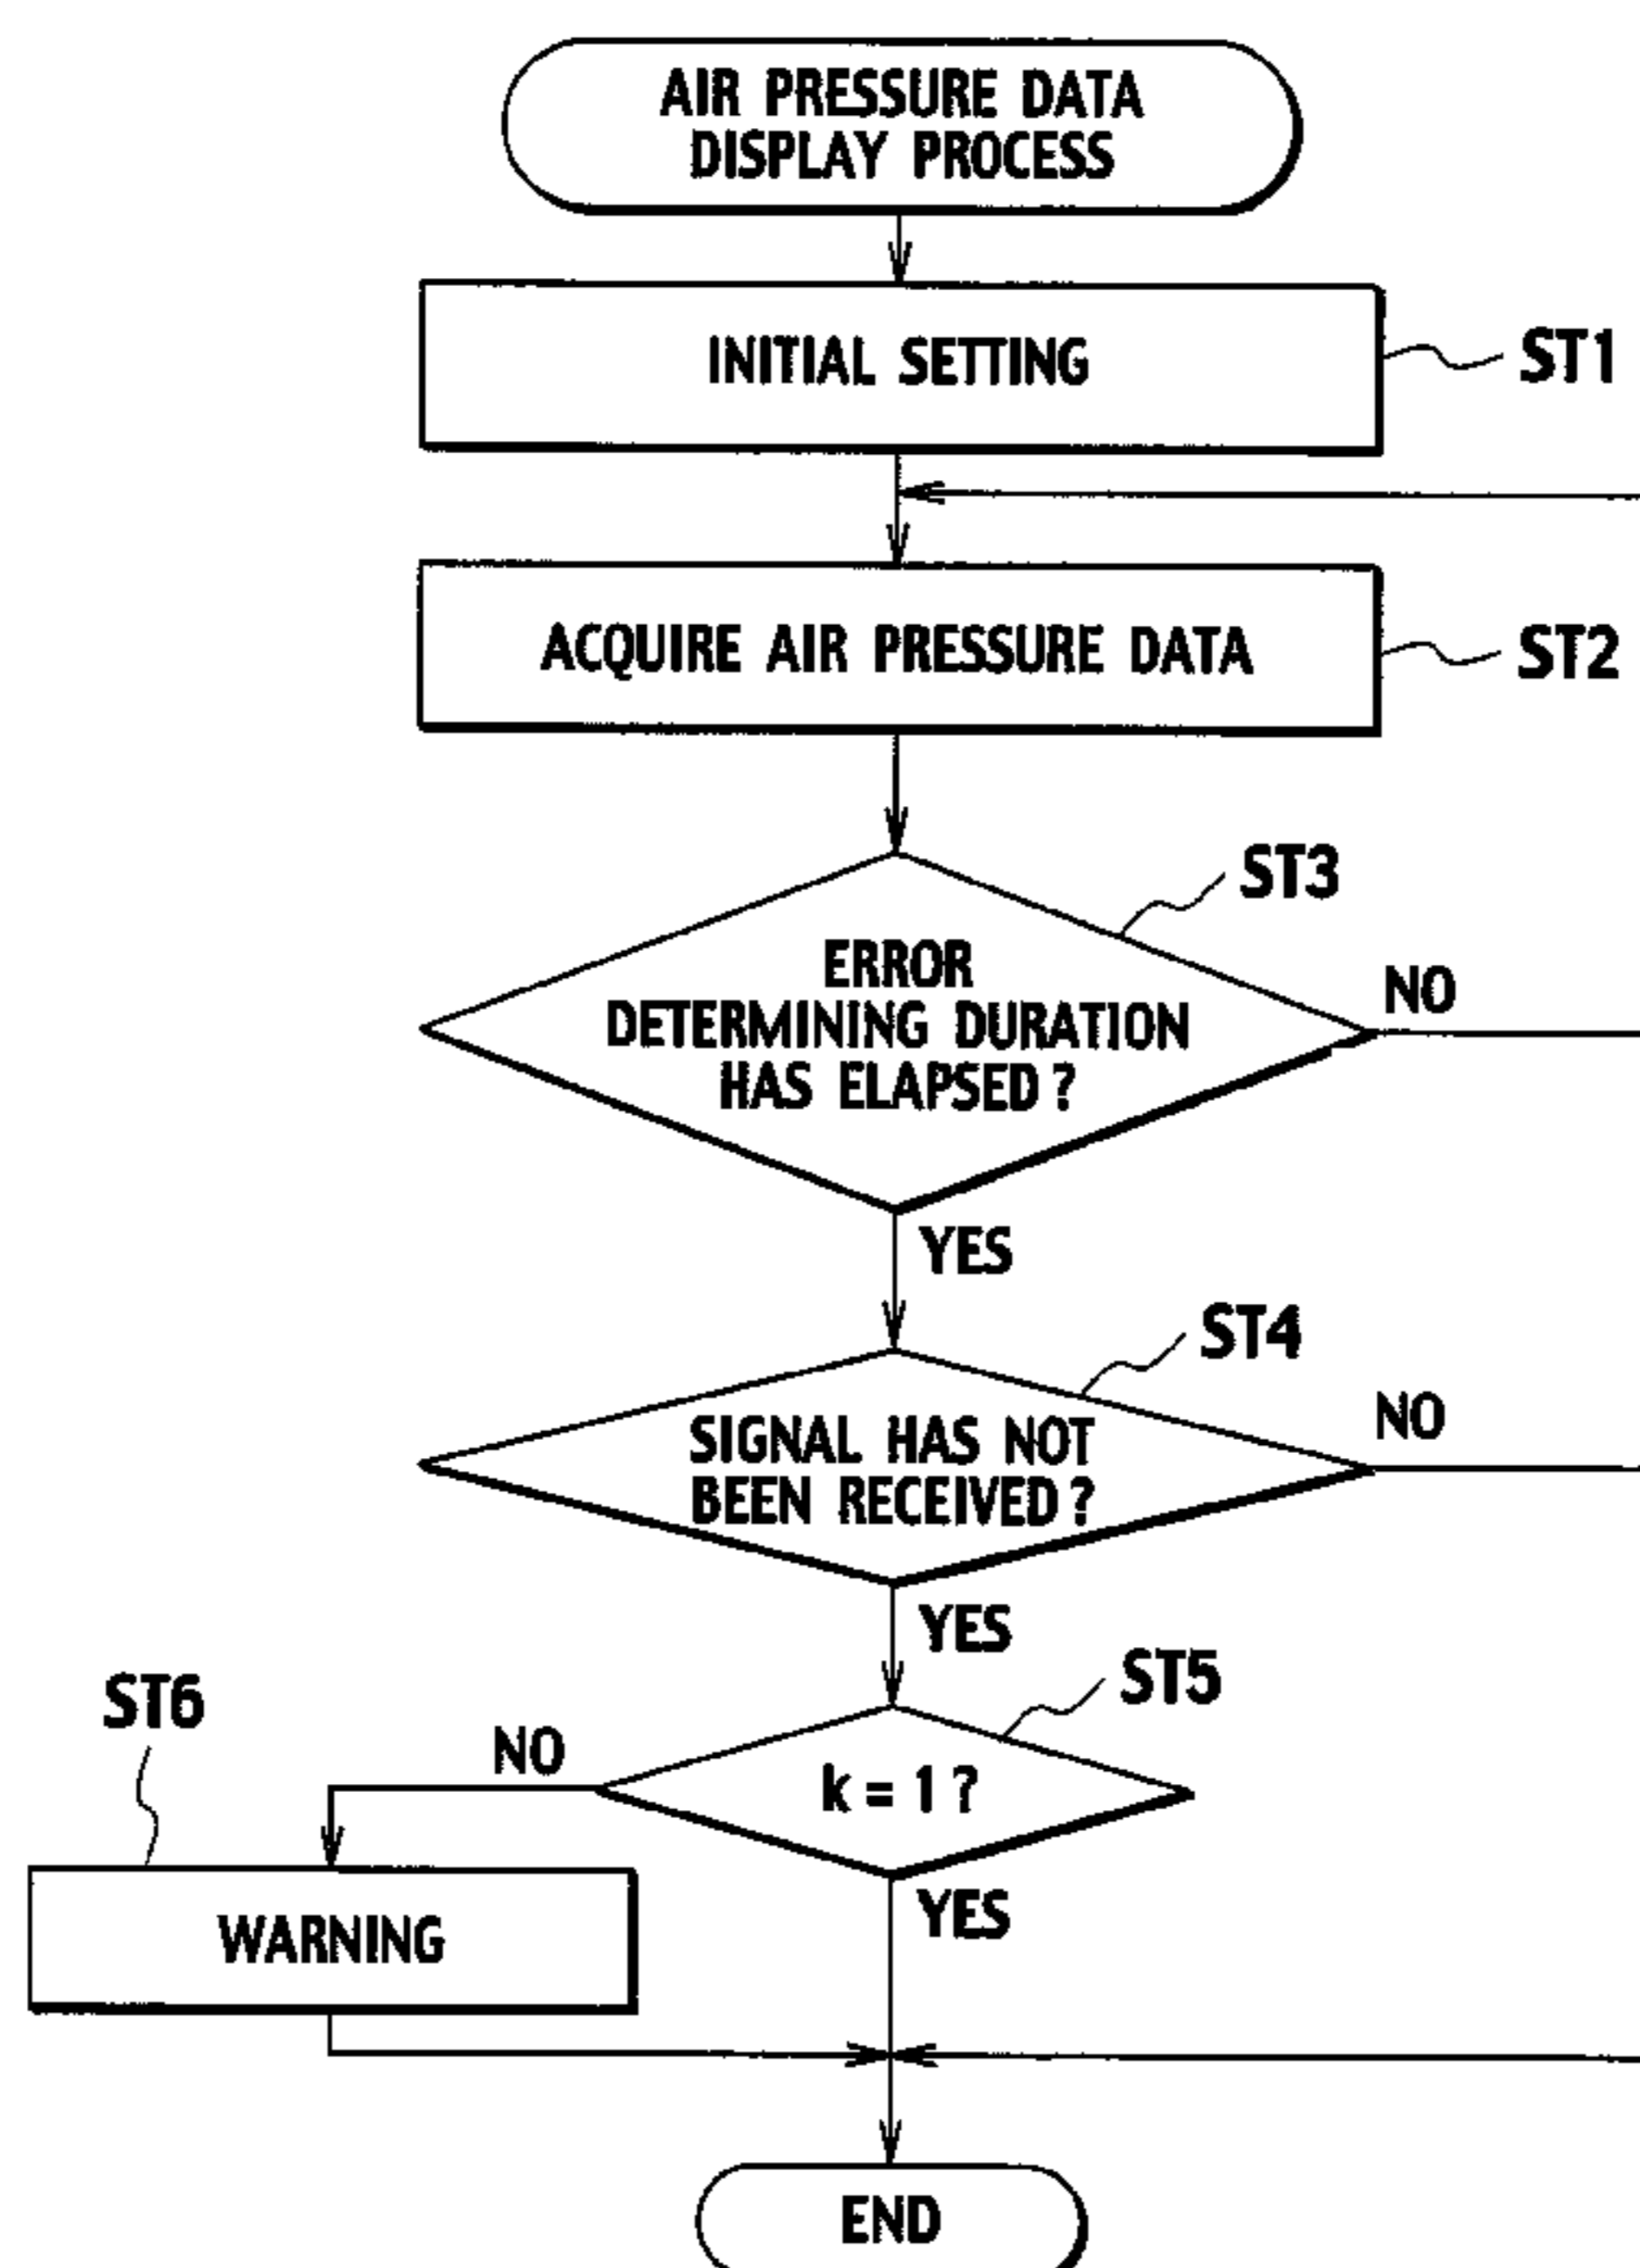 AIR PRESSURE DATA
DISPLAY PROCESS
INITIAL SETTING
ST1
ACQUIRE AIR PRESSURE DATA
ST2
ST3
ERROR
DETERMINING DURATION
HAS ELAPSED?
NO
YES
ST4
SIGNAL HAS NOT
BEEN RECEIVED?
NO
YES
ST5
k = 1?
NO
ST6
YES
WARNING
END